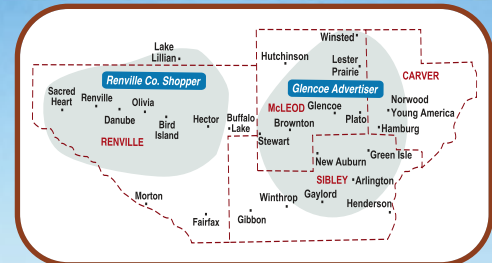 Winsted
Lake
Lillian
Hutchinson
Lester
Prairie
CARVER
Renville Co. Shopper
Glencoe Advertiser
Sacred
Heart
Renville
Olivia
Danube
Bird
Island
Hector
RENVILLE
Buffalo
Lake
McLEOD
Glencoe
Brownton
Stewart
Plato
Norwood
Young America
Hamburg
New Auburn
Green Isle
SIBLEY
Arlington
Morton
Fairfax
Gibbon
Winthrop
Gaylord
Henderson